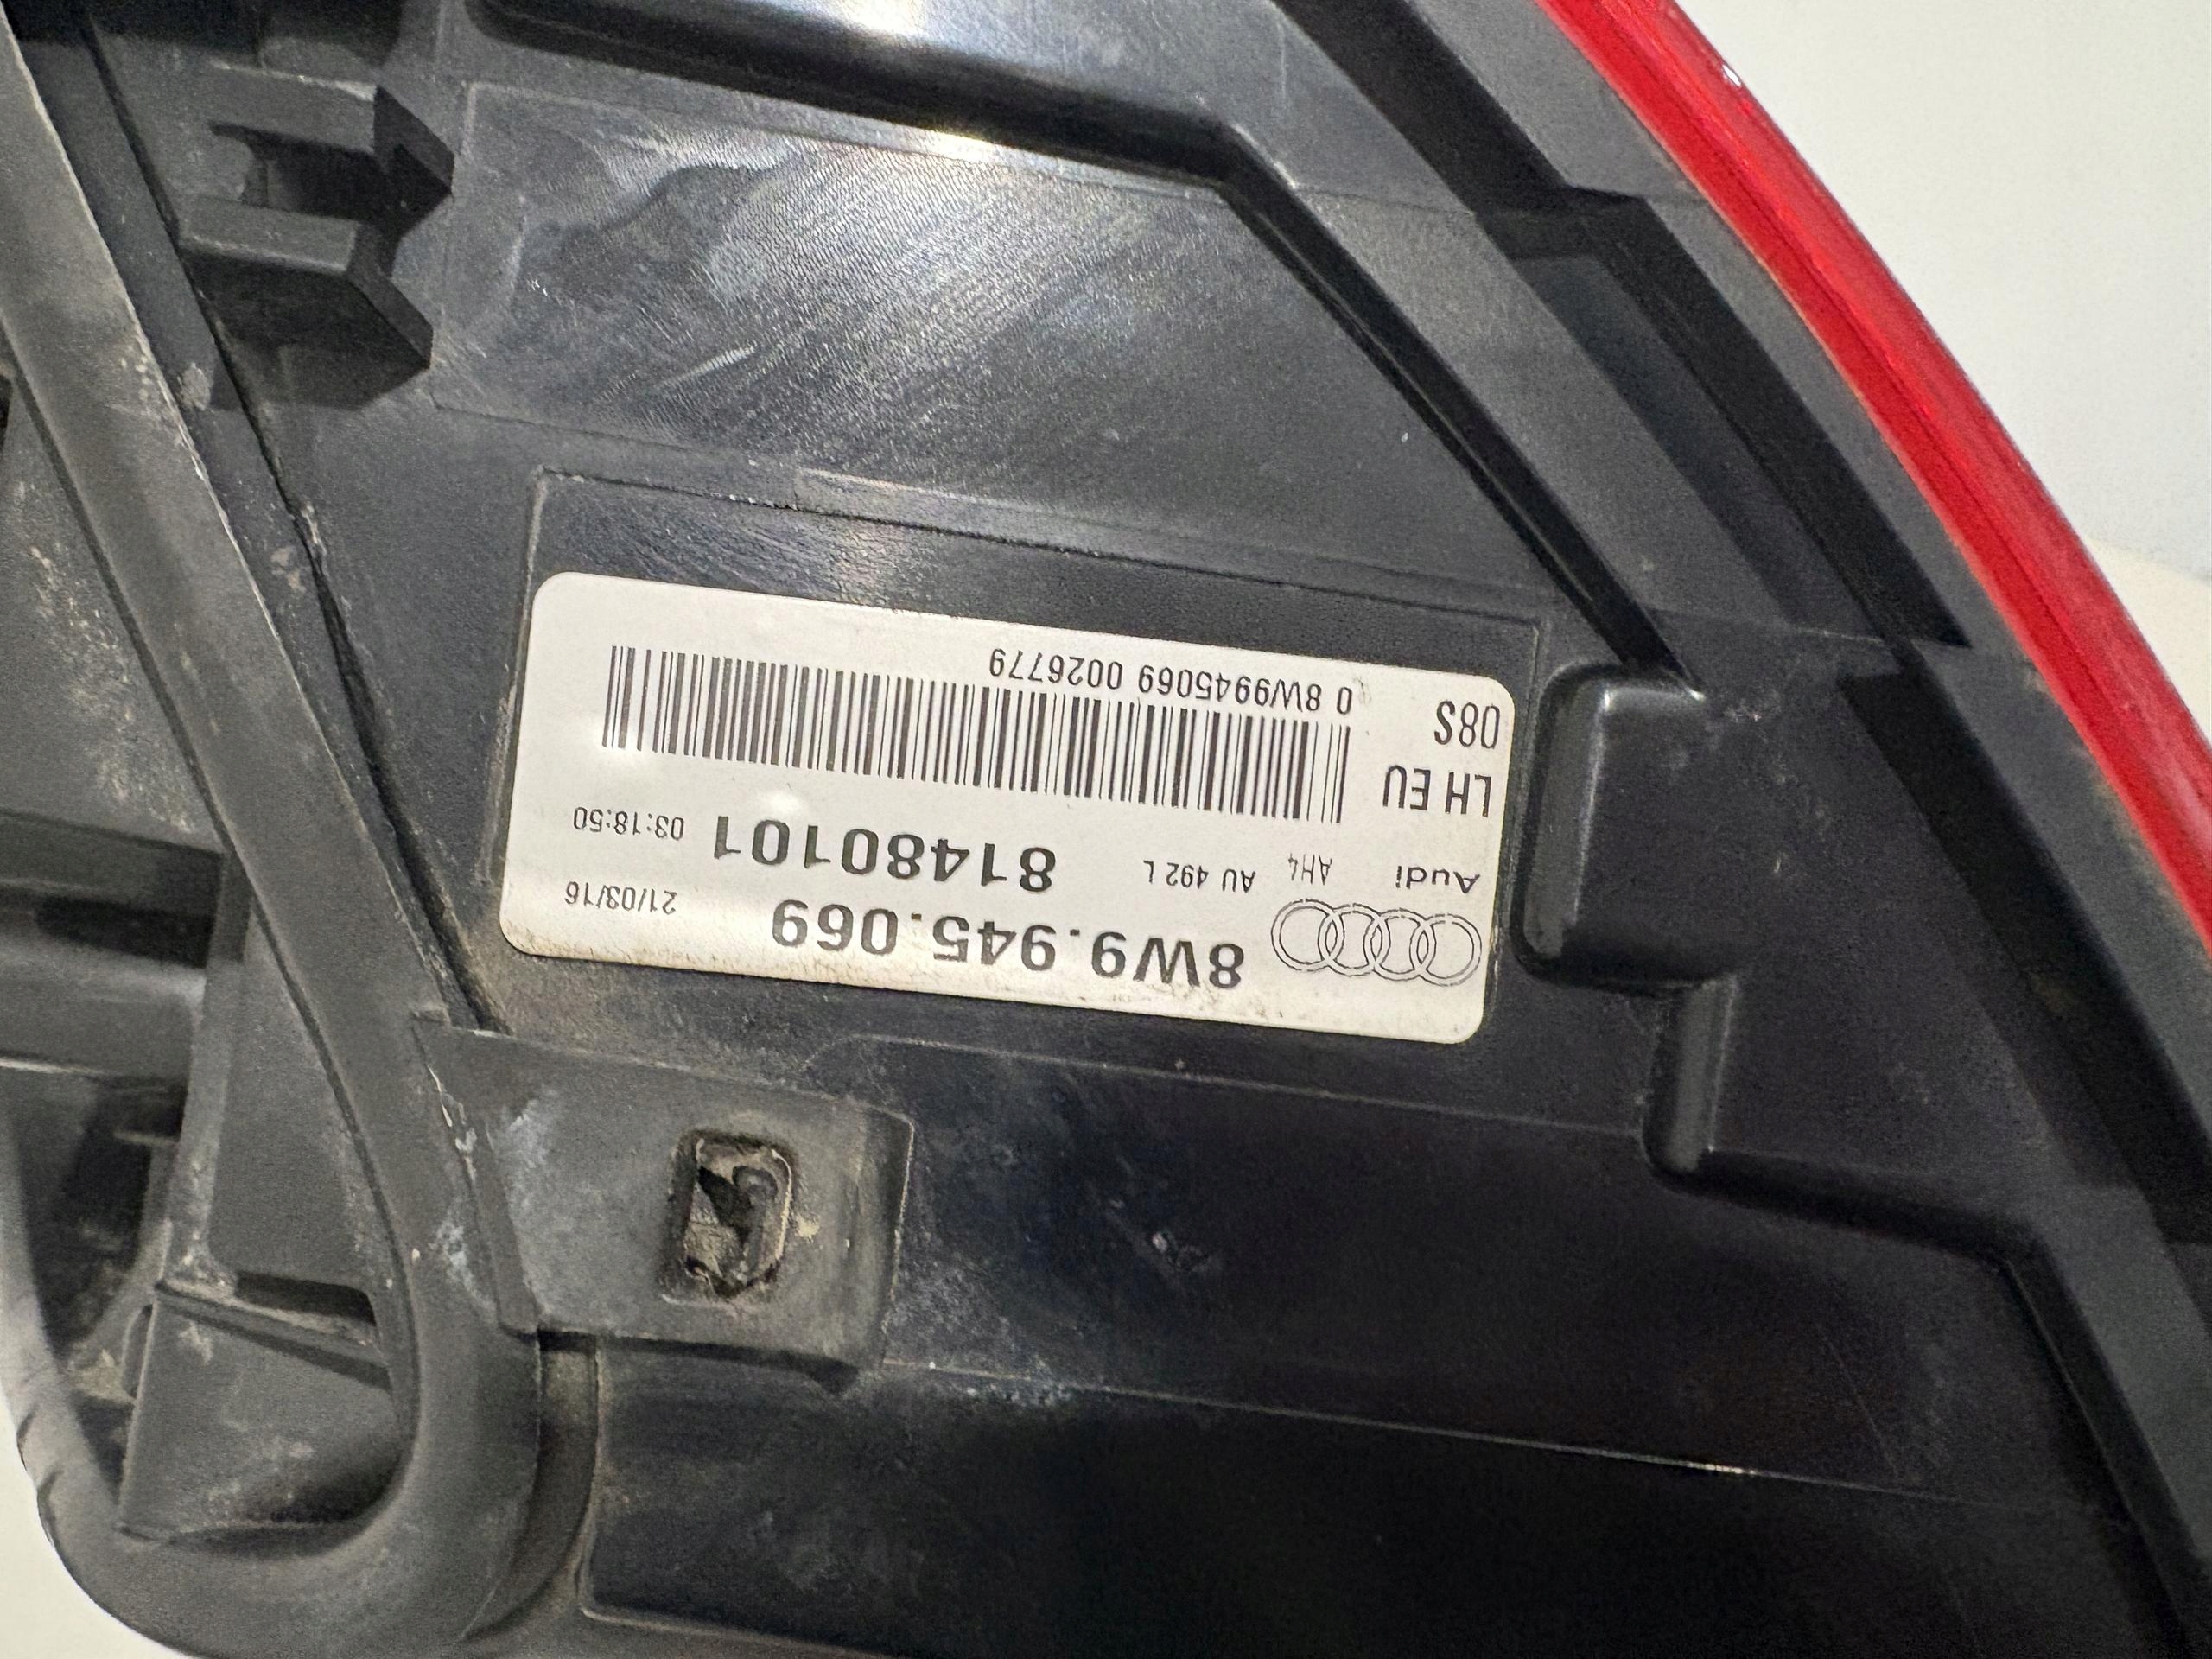 8W9.945.069 21/03/16
Audi AH4 AU 492 L 81480101 03:18:50
LH EU
08S 0 8W9945069 0026779